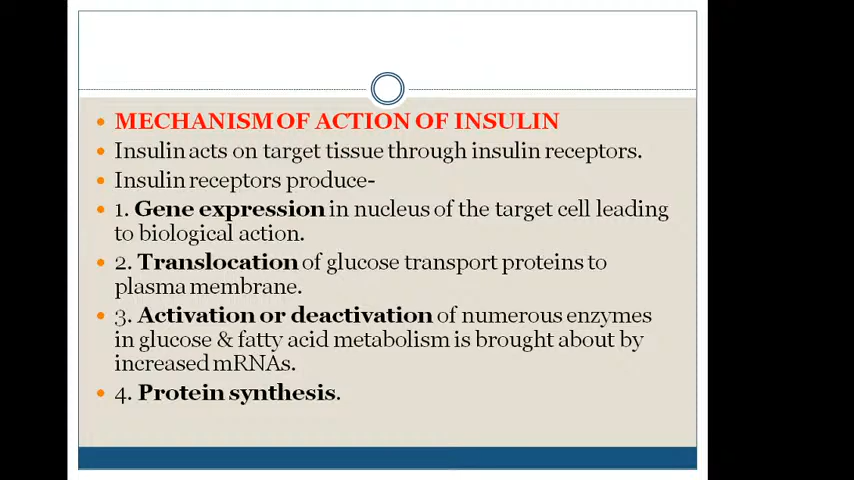 • MECHANISM OF ACTION OF INSULIN
• Insulin acts on target tissue through insulin receptors.
• Insulin receptors produce-
• 1. Gene expression in nucleus of the target cell leading
to biological action.
• 2. Translocation of glucose transport proteins to
plasma membrane.
• 3. Activation or deactivation of numerous enzymes
in glucose & fatty acid metabolism is brought about by
increased mRNAs.
• 4. Protein synthesis.